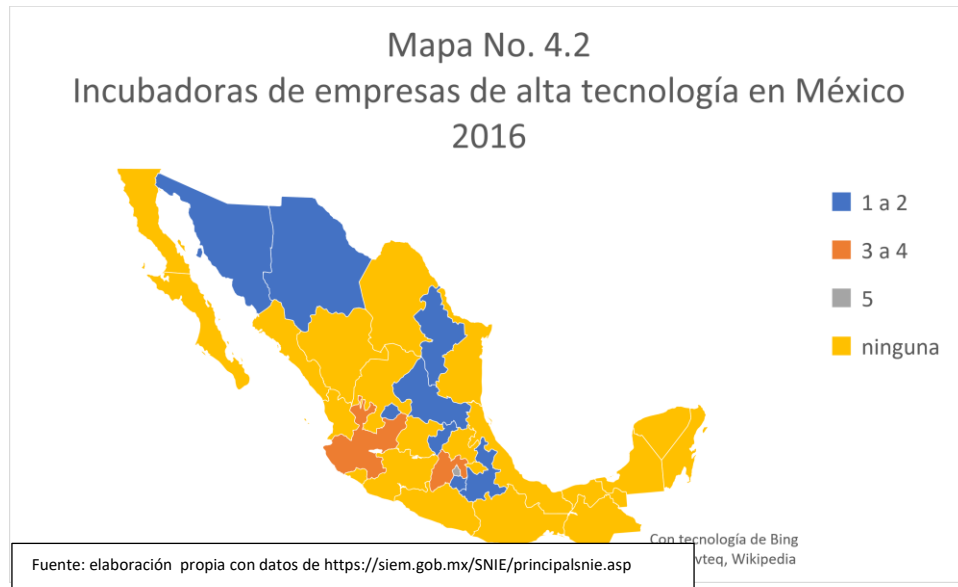 Mapa No. 4.2
Incubadoras de empresas de alta tecnología en México
2016
1 a 2
3 a 4
5
ninguna
Con tecnología de Bing
vteq, Wikipedia
Fuente: elaboración propia con datos de https://siem.gob.mx/SNIE/principalsnie.asp